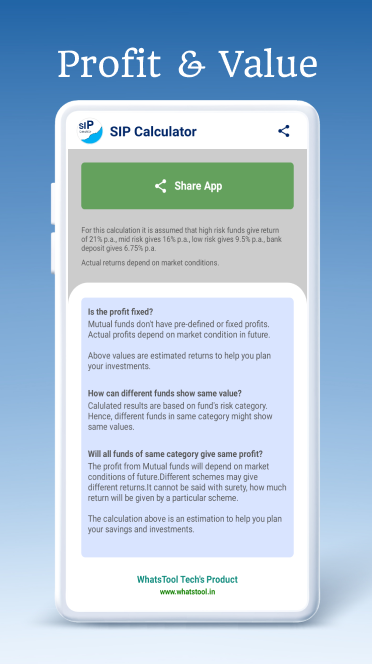 Profit & Value
SIP
SIP Calculator
Share App
For this calculation it is assumed that high risk funds give return
of 21% p.a., mid risk gives 16% p.a., low risk gives 9.5% p.a., bank
deposit gives 6.75% p.a.
Actual returns depend on market conditions.
Is the profit fixed?
Mutual funds don't have pre-defined or fixed profits.
Actual profits depend on market condition in future.
Above values are estimated returns to help you plan
your investments.
How can different funds show same value?
Calulated results are based on fund's risk category.
Hence, different funds in same category might show
same values.
Will all funds of same category give same profit?
The profit from Mutual funds will depend on market
conditions of future.Different schemes may give
different returns.It cannot be said with surety, how much
return will be given by a particular scheme.
The calculation above is an estimation to help you plan
your savings and investments.
WhatsTool Tech's Product
www.whatstool.in